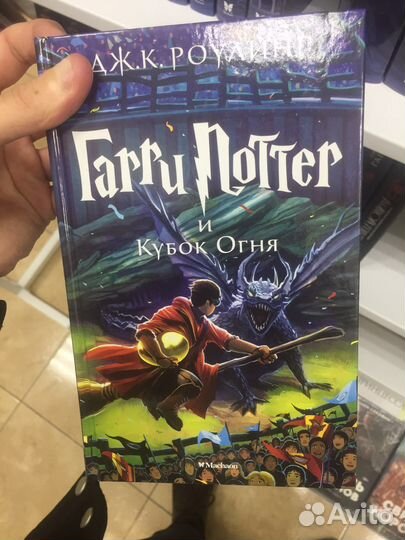 ДЖ.К. РОУЛИНГ
Гарри Поттер
и
Кубок Огня
Machaon
Avito